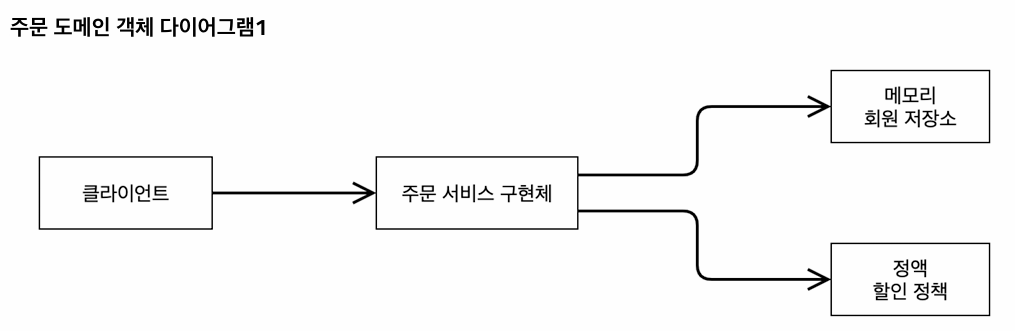 주문 도메인 객체 다이어그램1
클라이언트
주문 서비스 구현체
메모리
회원 저장소
정액
할인 정책